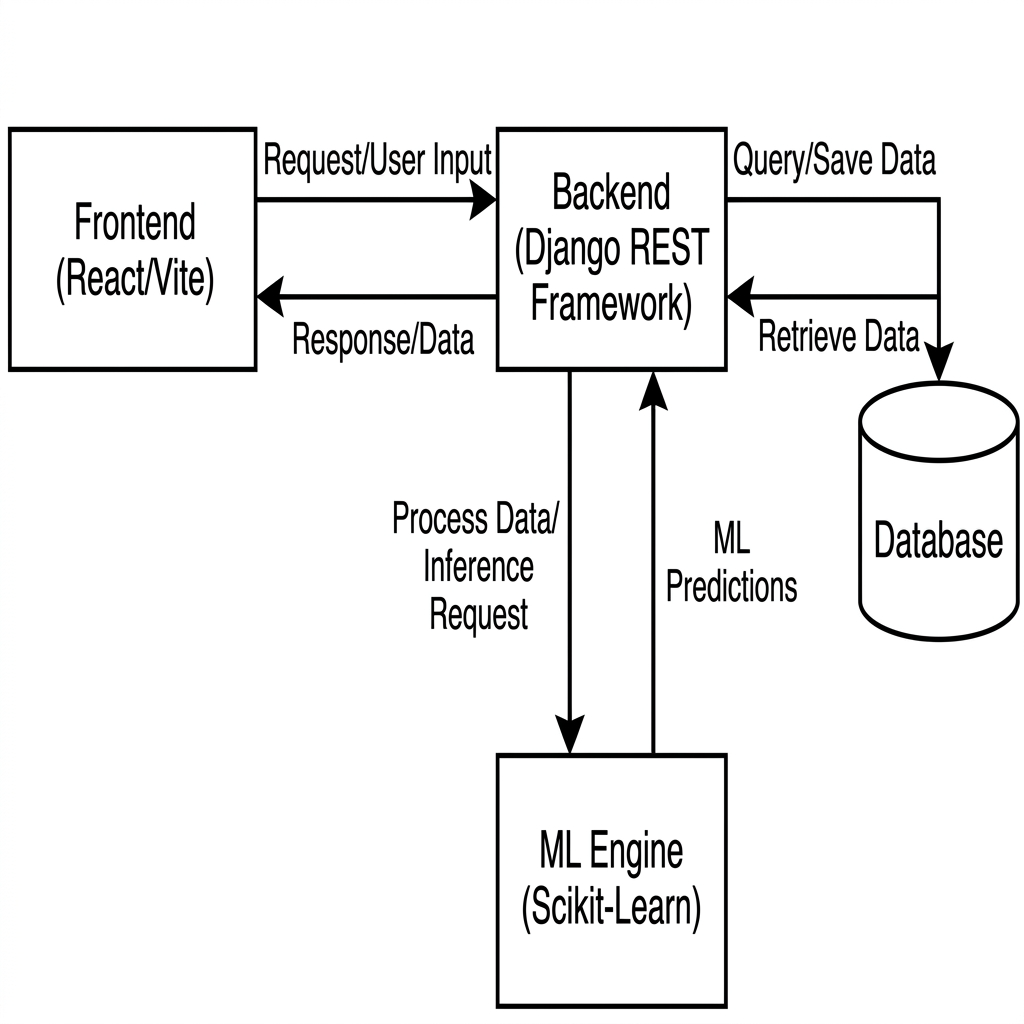 Frontend
(React/Vite)
Request/User Input
Response/Data
Backend
(Django REST
Framework)
Query/Save Data
Retrieve Data
Database
Process Data/
Inference
Request
ML
Predictions
ML Engine
(Scikit-Learn)